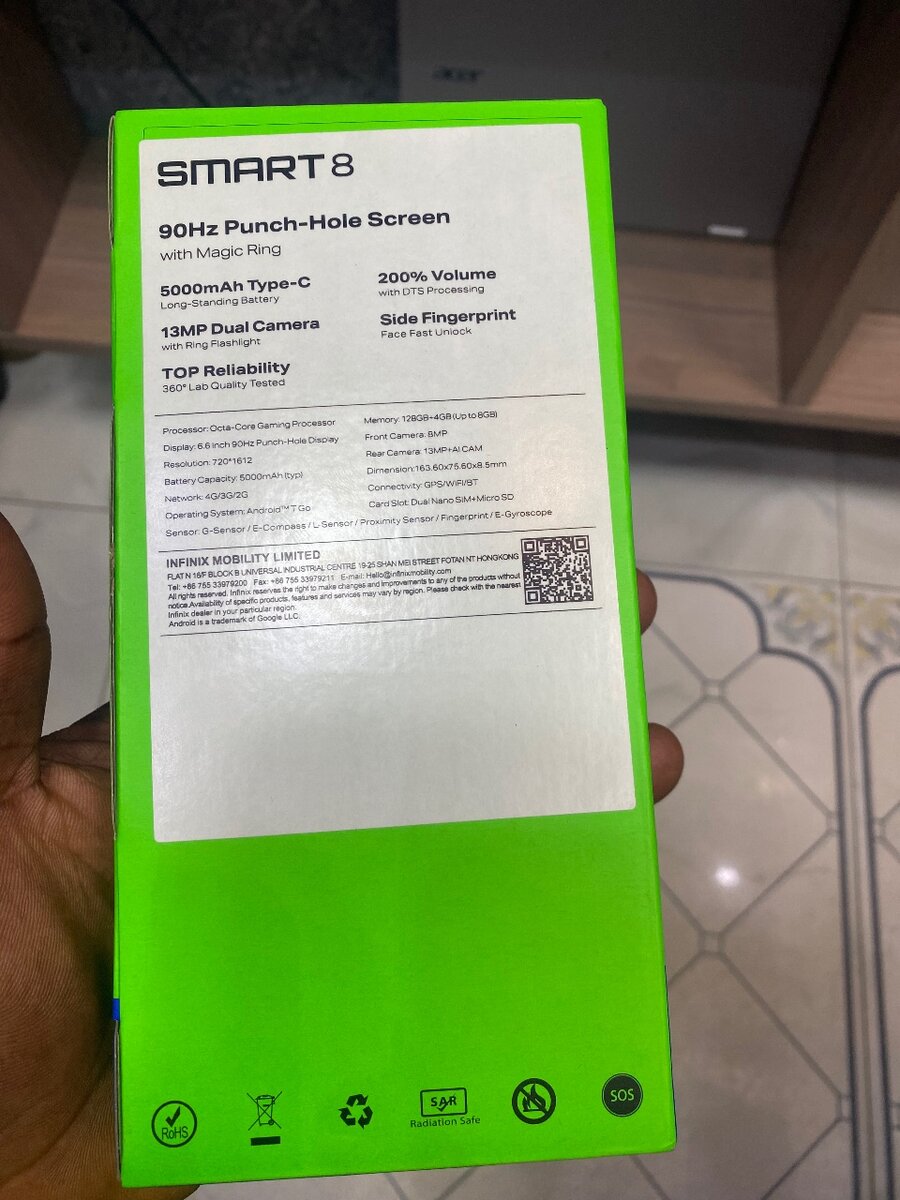 acer
SMART 8
90Hz Punch-Hole Screen
with Magic Ring
5000mAh Type-C
Long-Standing Battery
200% Volume
with DTS Processing
13MP Dual Camera
with Ring Flashlight
Side Fingerprint
Face Fast Unlock
TOP Reliability
360° Lab Quality Tested
Processor: Octa-Core Gaming Processor
Display: 6.6 inch 90Hz Punch-Hole Display
Resolution: 720*1612
Battery Capacity: 5000mAh (typ)
Network: 4G/3G/2G
Operating System: Android™ T Go
Memory: 128GB+4GB (Up to 8GB)
Front Camera: 8MP
Rear Camera: 13MP+AI CAM
Dimension:163.60x75.60x8.5mm
Connectivity: GPS/WIFI/BT
Card Slot: Dual Nano SIM+Micro SD
Sensor: G-Sensor / E-Compass / L-Sensor / Proximity Sensor / Fingerprint / E-Gyroscope
INFINIX MOBILITY LIMITED
FLAT N 16/F BLOCK B UNIVERSAL INDUSTRIAL CENTRE 19-25 SHAN MEI STREET FOTAN NT HONGKONG
Tel: +86 755 33979200 Fax: +86 755 33979211 E-mail: Hello@infinixmobility.com
All rights reserved. Infinix reserves the right to make changes and improvements to any of the products without
notice.Availability of specific products, features and services may vary by region. Please check with the nearest
Infinix dealer in your particular region.
Android is a trademark of Google LLC.
RoHS
SAR
Radiation Safe
SOS